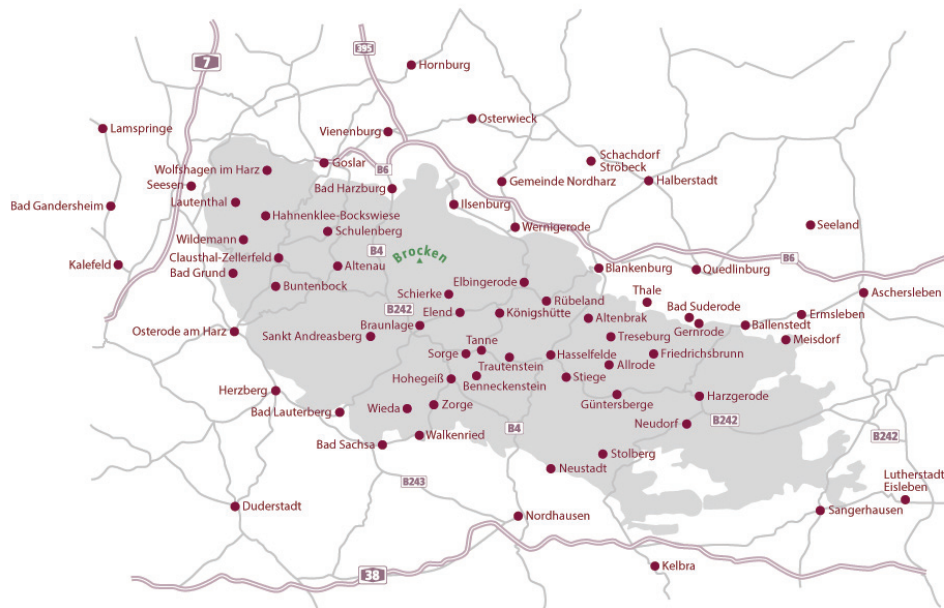 7
395
Hornburg
Lamspringe
Vienenburg
Osterwieck
Goslar
B6
Schachdorf
Ströbeck
Wolfshagen im Harz
Seesen
Bad Harzburg
Gemeinde Nordharz
Halberstadt
Bad Gandersheim
Lautenthal
Ilsenburg
Hahnenklee-Bockswiese
Seeland
Schulenberg
Wernigerode
Wildemann
B4
Brocken
Clausthal-Zellerfeld
Kalefeld
Altenau
B6
Bad Grund
Blankenburg
Quedlinburg
Elbingerode
Buntenbock
Schierke
Thale
Aschersleben
Rübeland
B242
Elend
Königshütte
Bad Suderode
Altenbrak
Gernrode
Ermsleben
Ballenstedt
Braunlage
Osterode am Harz
Sankt Andreasberg
Treseburg
Meisdorf
Tanne
Sorge
Hasselfelde
Friedrichsbrunn
Trautenstein
Allrode
Hohegeiß
Benneckenstein
Stiege
Herzberg
Güntersberge
Harzgerode
Bad Lauterberg
Wieda
Zorge
B242
Neudorf
B4
Walkenried
B242
Bad Sachsa
Stolberg
Neustadt
B243
Lutherstadt
Eisleben
Duderstadt
Nordhausen
Sangerhausen
Kelbra
38